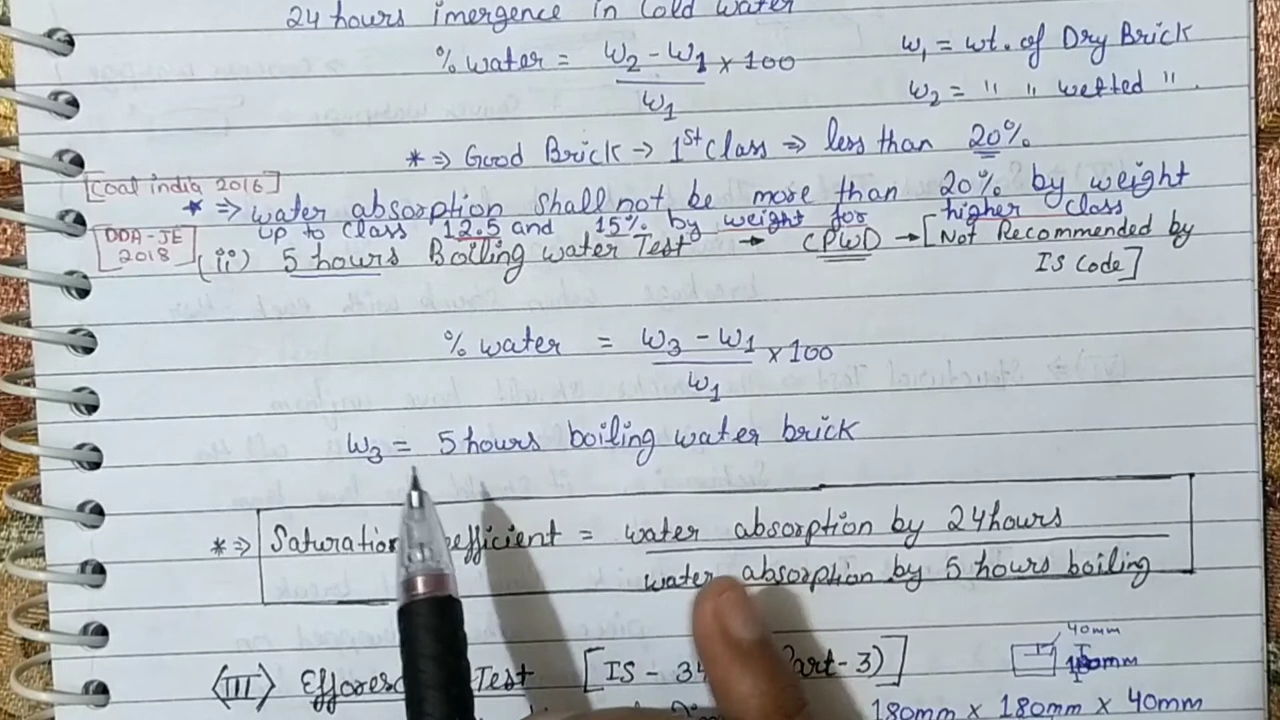 24 hours imergence in cold water
% water = (w2 - w1)/w1 × 100
w1 = wt. of Dry Brick
w2 = " " wetted ".
* ⇒ Good Brick → 1st Class ⇒ less than 20%.
[Coal india 2016]
* ⇒ water absorption shall not be more than 20% by weight
up to class 12.5 and 15% by weight for higher class
[DDA-JE 2018]
(ii) 5 hours Boiling water Test → CPWD → [Not Recommended by
IS Code]
% water = (w3 - w1)/w1 × 100
w3 = 5 hours boiling water brick
* ⇒ Saturation efficient = water absorption by 24 hours
water absorption by 5 hours boiling
40mm
(III) Test [IS - Part-3)]
180mm × 180mm × 40mm